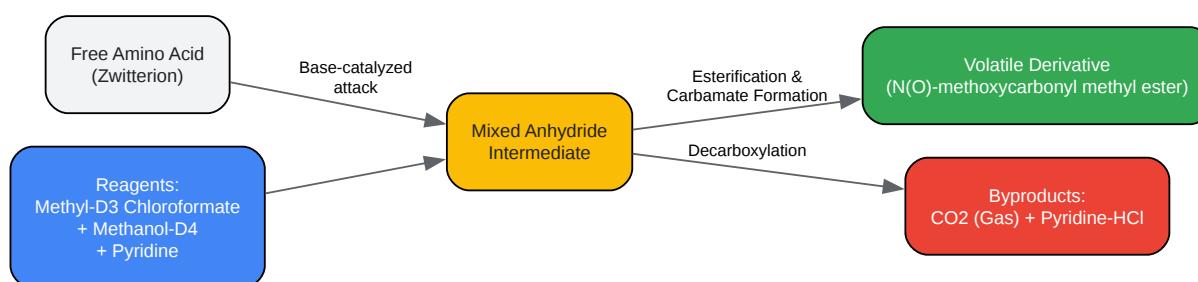 Free Amino Acid
(Zwitterion)
Base-catalyzed
attack
Reagents:
Methyl-D3 Chloroformate
+ Methanol-D4
+ Pyridine
Mixed Anhydride
Intermediate
Esterification &
Carbamate Formation
Decarboxylation
Volatile Derivative
(N(O)-methoxycarbonyl methyl ester)
Byproducts:
CO2 (Gas) + Pyridine-HCl